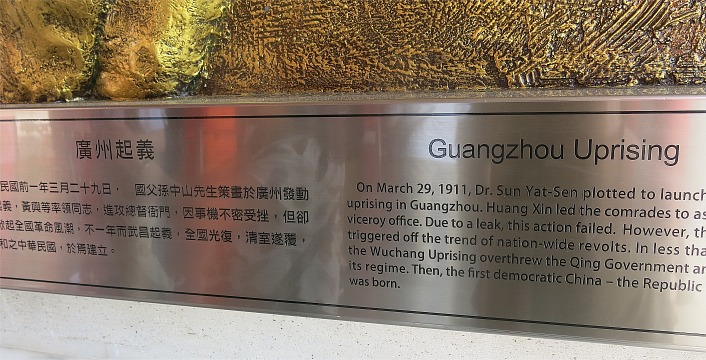 廣州起義
民國前一年三月二十九日， 國父孫中山先生策畫於廣州發動
義，黃興等率領同志，進攻總督衙門，因事機不密受挫，但卻
起全國革命風潮，不一年而武昌起義，全國光復，清室遂覆，
和之中華民國，於焉建立。
Guangzhou Uprising
On March 29, 1911, Dr. Sun Yat-Sen plotted to launch
uprising in Guangzhou. Huang Xin led the comrades to as
viceroy office. Due to a leak, this action failed. However, th
triggered off the trend of nation-wide revolts. In less tha
the Wuchang Uprising overthrew the Qing Government an
its regime. Then, the first democratic China – the Republic
was born.